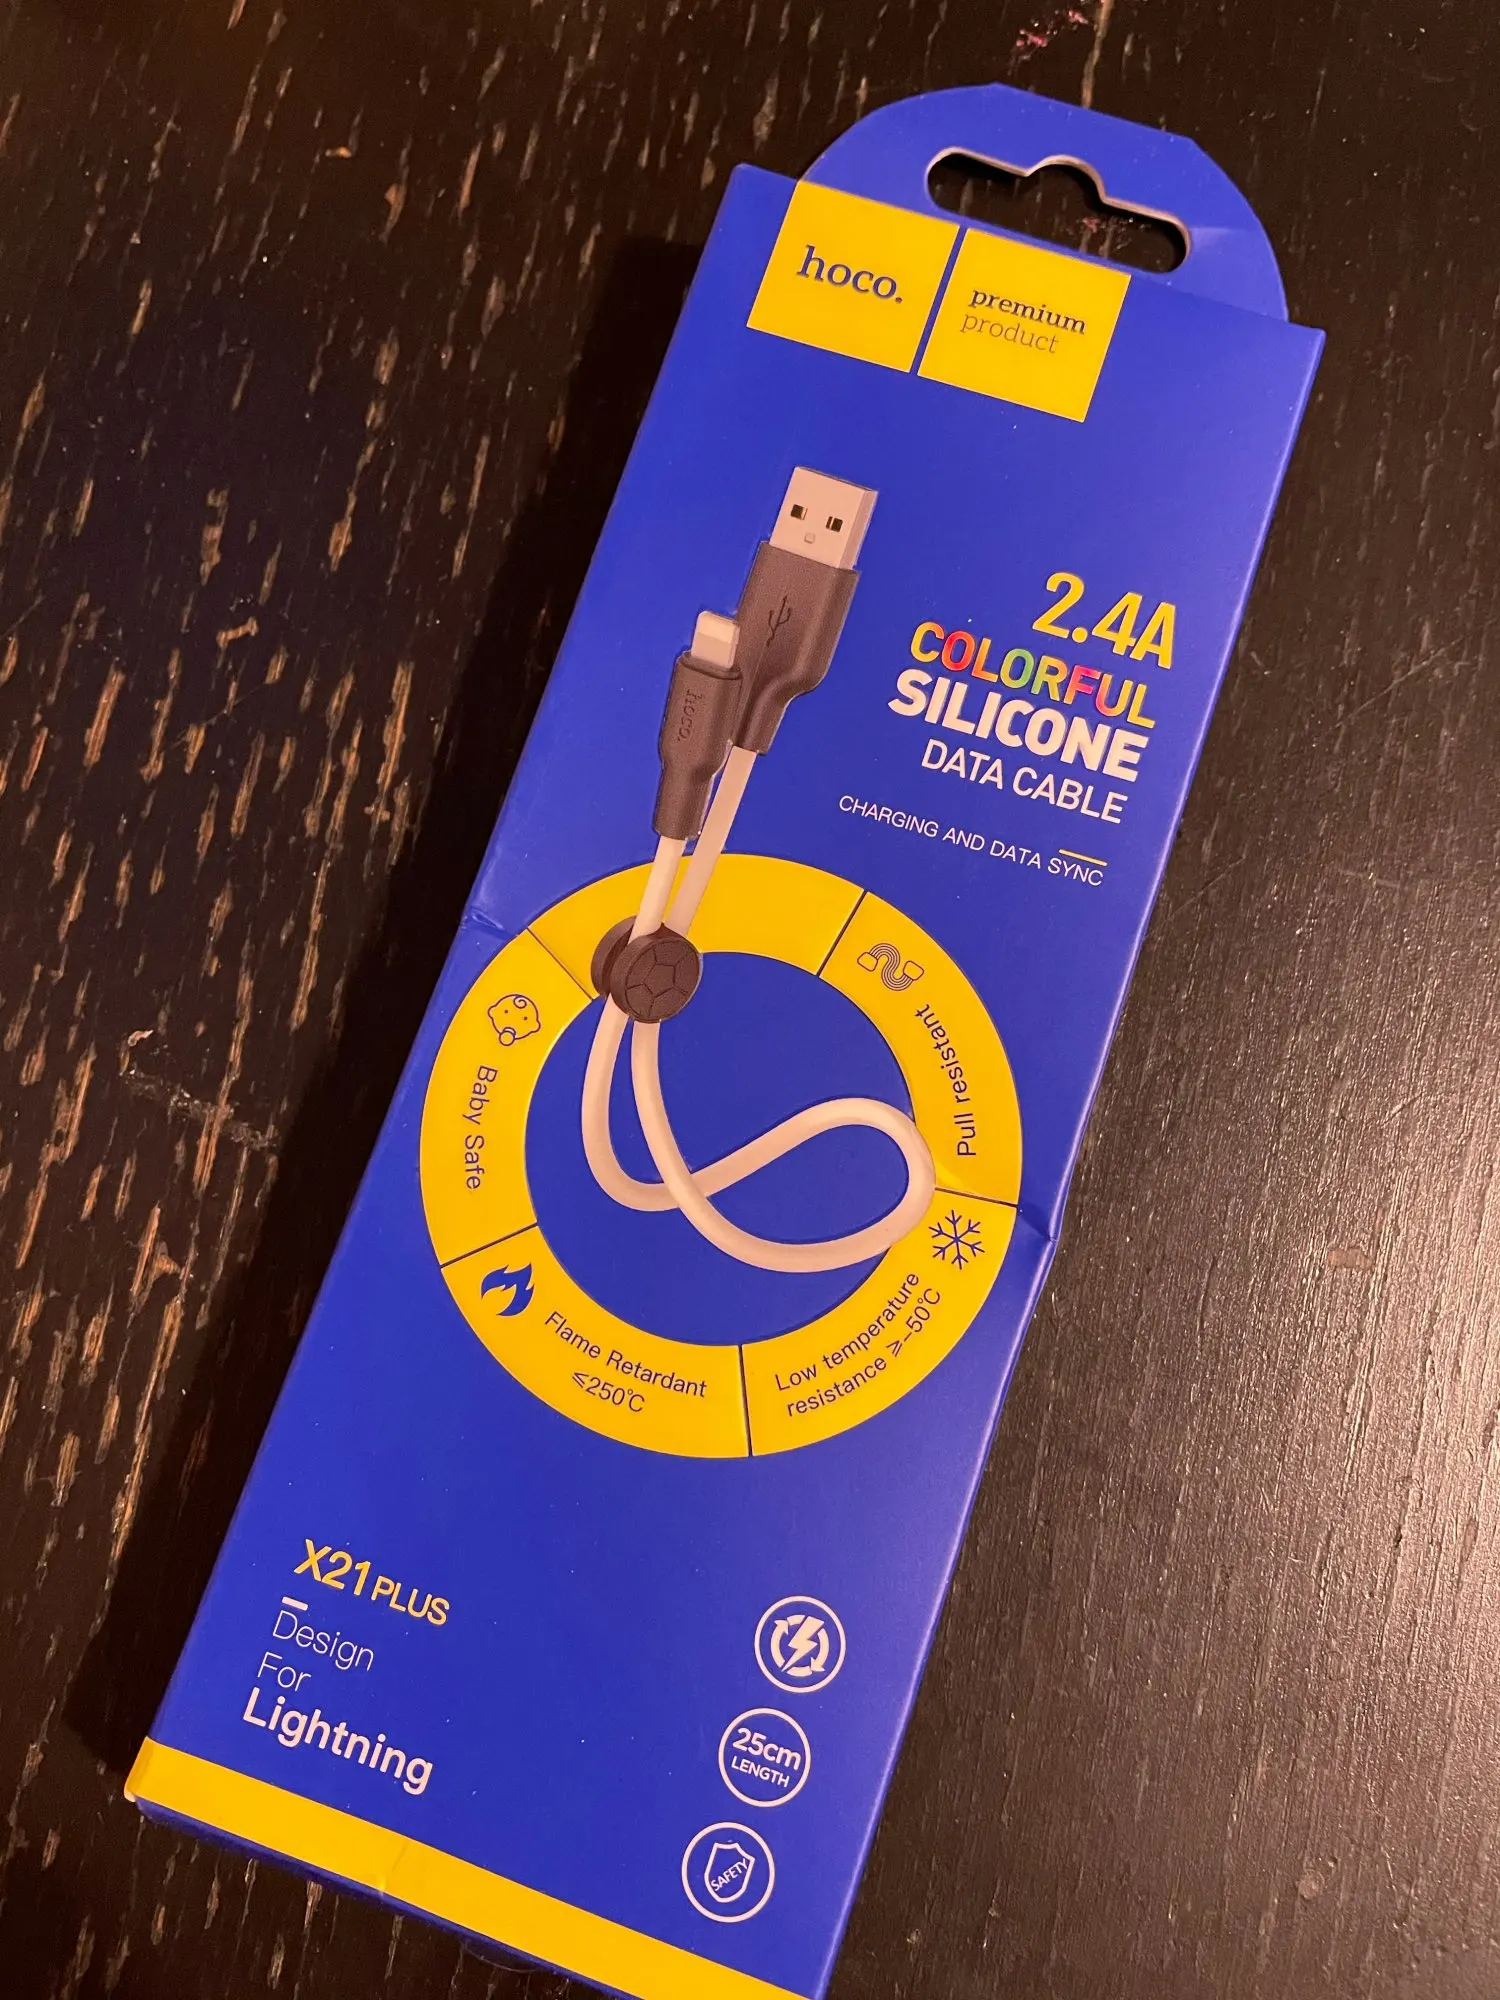 hoco.
premium
product
2.4A
COLORFUL
SILICONE
DATA CABLE
CHARGING AND DATA SYNC
hoco.
Pull resistant
Baby Safe
Low temperature
resistance ≥-50℃
Flame Retardant
≤250℃
X21 PLUS
Design
For
Lightning
25cm
LENGTH
SAFETY